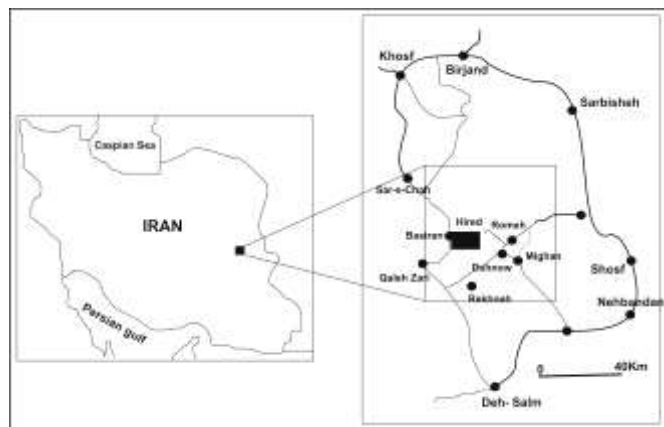 Caspian Sea
IRAN
Persian gulf
Khosf
Birjand
Sarbisheh
Sar-e-Chah
Hired
Romeh
Basiran
Dehnow
Mighan
Qaleh Zari
Shosf
Nehbandan
0
40Km
Deh- Salm